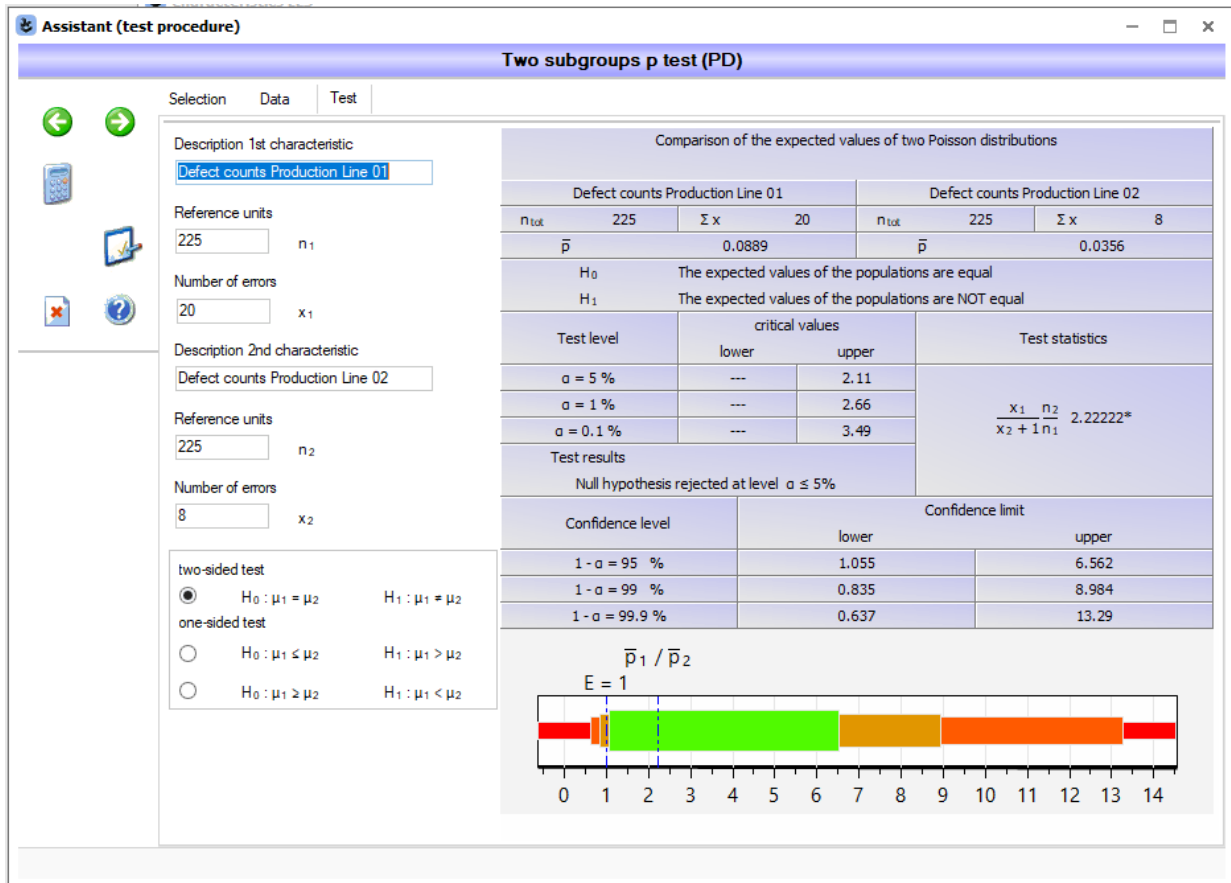 Assistant (test procedure)
Two subgroups p test (PD)
Selection Data Test
Description 1st characteristic
Defect counts Production Line 01
Reference units
225 n₁
Number of errors
20 x₁
Description 2nd characteristic
Defect counts Production Line 02
Reference units
225 n₂
Number of errors
8 x₂
two-sided test
H₀ : µ₁ = µ₂ H₁ : µ₁ ≠ µ₂
one-sided test
H₀ : µ₁ ≤ µ₂ H₁ : µ₁ > µ₂
H₀ : µ₁ ≥ µ₂ H₁ : µ₁ < µ₂
Comparison of the expected values of two Poisson distributions
Defect counts Production Line 01 Defect counts Production Line 02
n tot 225 Σ x 20 n tot 225 Σ x 8
p̅ 0.0889 p̅ 0.0356
H₀ The expected values of the populations are equal
H₁ The expected values of the populations are NOT equal
Test level critical values Test statistics
lower upper
α = 5 % --- 2.11
α = 1 % --- 2.66
α = 0.1 % --- 3.49
x₁ n₂
x₂ + 1 n₁ 2.22222*
Test results
Null hypothesis rejected at level α ≤ 5%
Confidence level Confidence limit
lower upper
1 - α = 95 % 1.055 6.562
1 - α = 99 % 0.835 8.984
1 - α = 99.9 % 0.637 13.29
p̅₁ / p̅₂
E = 1
0 1 2 3 4 5 6 7 8 9 10 11 12 13 14